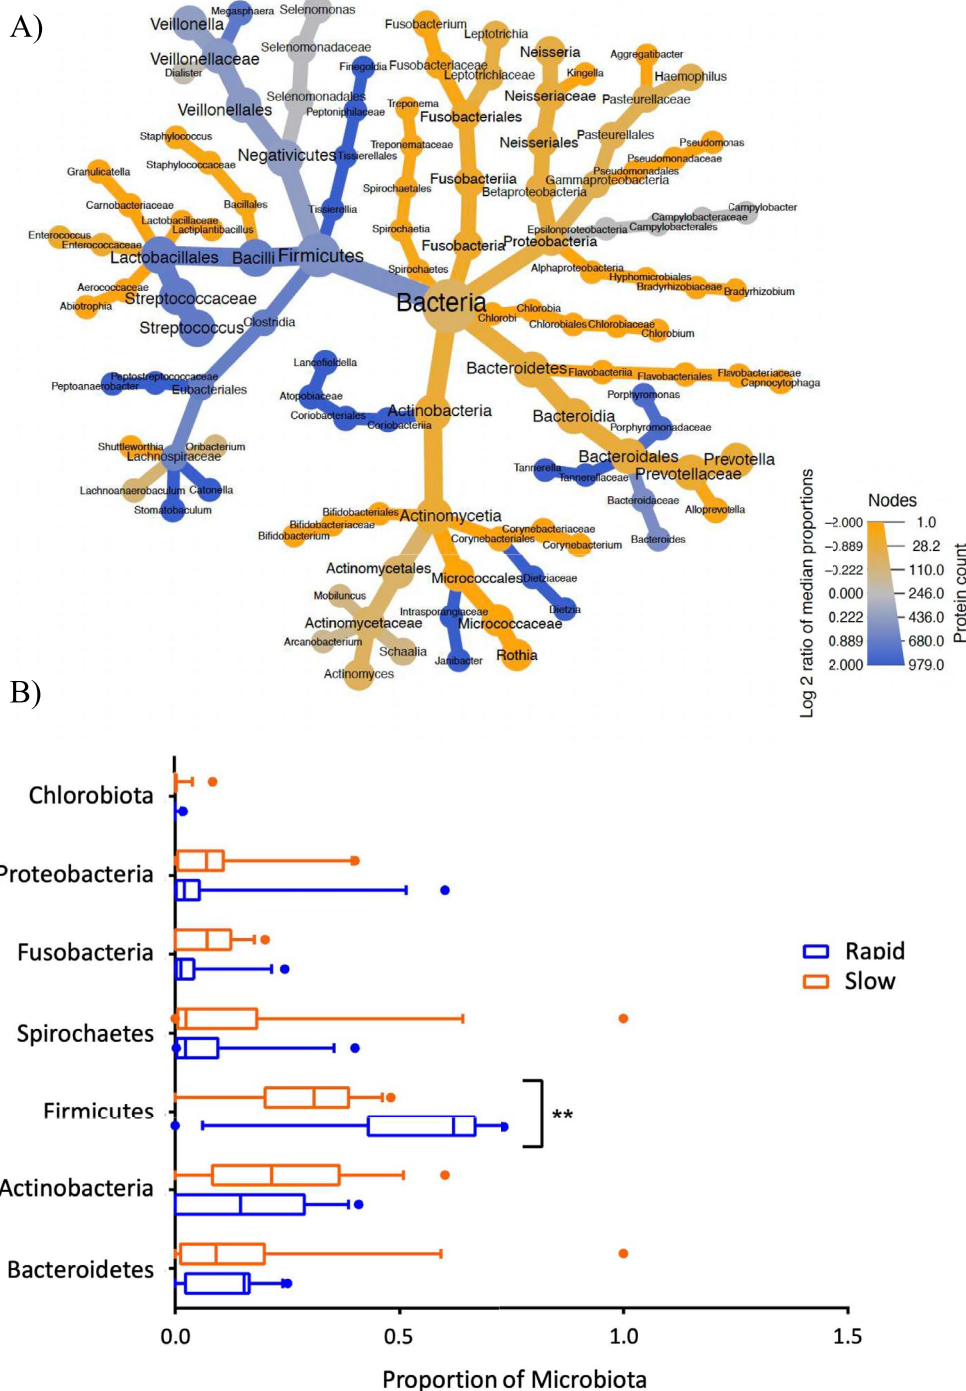 A)
Veillonella
Megasphaera
Selenomonas
Fusobacterium
Leptotrichia
Neisseria
Aggregatibacter
Veillonellaceae
Selenomonadaceae
Dialister
Finegoldia
Fusobacteriaceae
Leptotrichiaceae
Kingella
Haemophilus
Selenomonadales
Neisseriaceae
Pasteurellaceae
Veillonellales
Peptoniphilaceae
Treponema
Fusobacteriales
Staphylococcus
Treponemataceae
Neisseriales
Pasteurellales
Pseudomonas
Negativicutes
Tissierellales
Pseudomonadaceae
Staphylococcaceae
Granulicatella
Pseudomonadales
Fusobacteriia
Gammaproteobacteria
Spirochaetales
Betaproteobacteria
Carnobacteriaceae
Bacillales
Tissierellia
Campylobacter
Lactobacillaceae
Campylobacteraceae
Lactiplantibacillus
Spirochaetia
Epsilonproteobacteria
Campylobacterales
Enterococcus
Enterococcaceae
Fusobacteria
Proteobacteria
Lactobacillales
Bacilli
Firmicutes
Spirochaetes
Alphaproteobacteria
Hyphomicrobiales
Aerococcaceae
Bradyrhizobiaceae
Bradyrhizobium
Abiotrophia
Streptococcaceae
Bacteria
Chlorobia
Chlorobi
Streptococcus
Clostridia
Chlorobiales
Chlorobiaceae
Chlorobium
Lancefieldella
Bacteroidetes
Flavobacteriia
Flavobacteriales
Flavobacteriaceae
Peptostreptococcaceae
Capnocytophaga
Peptoanaerobacter
Eubacteriales
Atopobiaceae
Porphyromonas
Coriobacteriales
Actinobacteria
Bacteroidia
Coriobacteriia
Porphyromonadaceae
Shuttleworthia
Oribacterium
Lachnospiraceae
Bacteroidales
Prevotella
Tannerella
Tannerellaceae
Prevotellaceae
Lachnoanaerobaculum
Catonella
Bacteroidaceae
Stomatobaculum
Alloprevotella
Bifidobacteriales
Actinomycetia
Bifidobacteriaceae
Corynebacteriaceae
Bifidobacterium
Corynebacteriales
Corynebacterium
Bacteroides
Actinomycetales
Micrococcales
Dietziaceae
Mobiluncus
Intrasporangiaceae
Dietzia
Actinomycetaceae
Micrococcaceae
Arcanobacterium
Schaalia
Janibacter
Rothia
Actinomyces
Nodes
Log 2 ratio of median proportions
Protein count
−2.000 1.0
-0.889 28.2
-0.222 110.0
0.000 246.0
0.222 436.0
0.889 680.0
2.000 979.0
B)
Chlorobiota
Proteobacteria
Fusobacteria
Rapid
Slow
Spirochaetes
Firmicutes
**
Actinobacteria
Bacteroidetes
0.0 0.5 1.0 1.5
Proportion of Microbiota